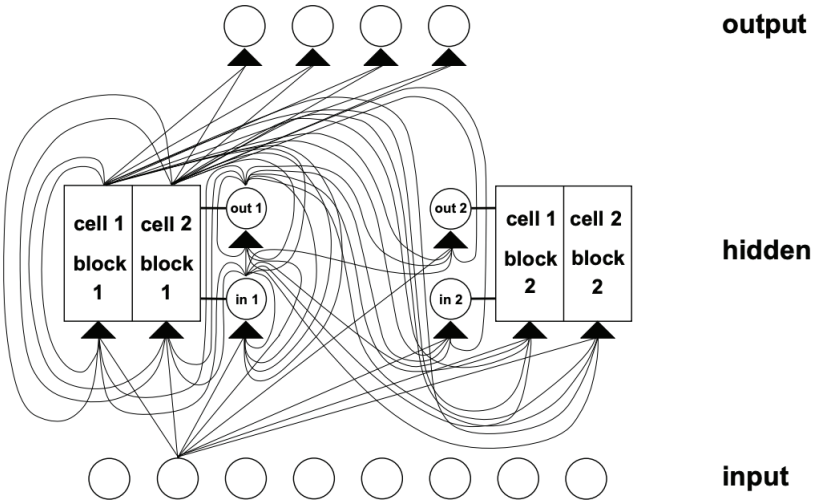 output
cell 1
block
1
cell 2
block
1
out 1
in 1
out 2
in 2
cell 1
block
2
cell 2
block
2
hidden
input